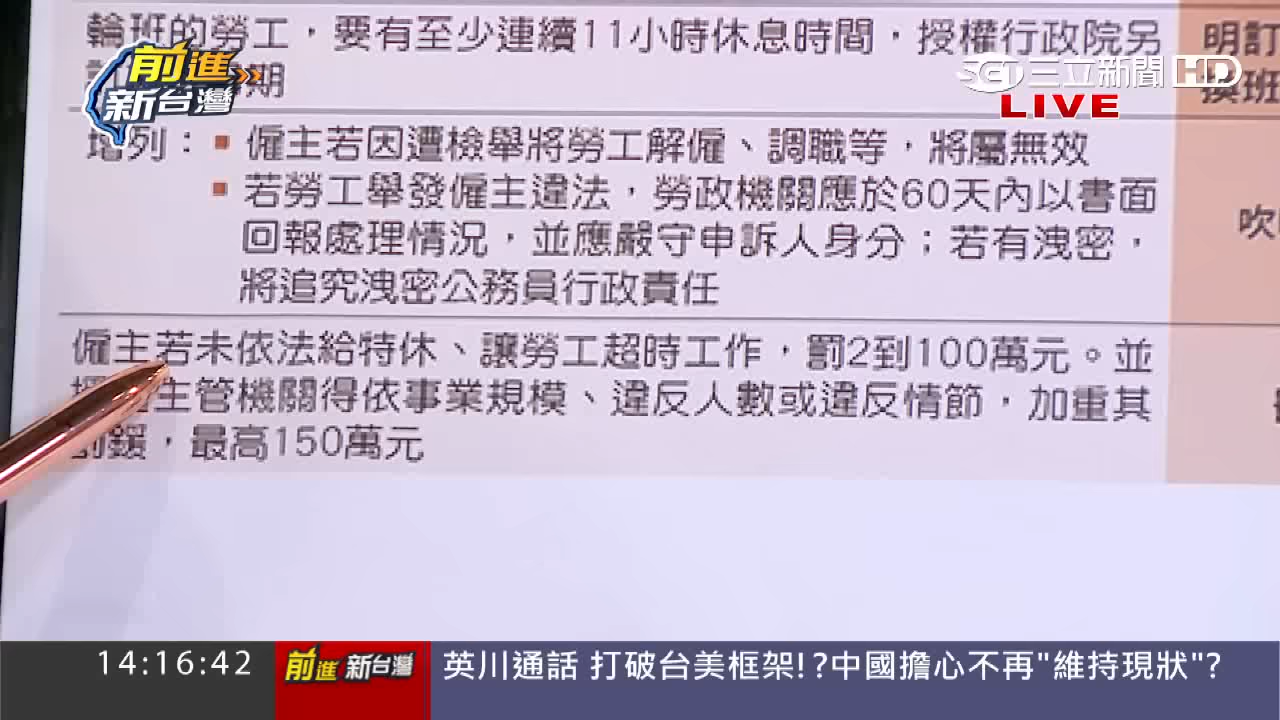 輪班的勞工，要有至少連續11小時休息時間，授權行政院另
期
明訂
換班
前進
新台灣
SET 三立新聞 HD
LIVE
增列：▪ 僱主若因遭檢舉將勞工解僱、調職等，將屬無效
▪ 若勞工舉發僱主違法，勞政機關應於60天內以書面
回報處理情況，並應嚴守申訴人身分；若有洩密，
將追究洩密公務員行政責任
吹
僱主若未依法給特休、讓勞工超時工作，罰2到100萬元。並
主管機關得依事業規模、違反人數或違反情節，加重其
罰鍰，最高150萬元
14:16:42
前進 新台灣
英川通話 打破台美框架!?中國擔心不再"維持現狀"?